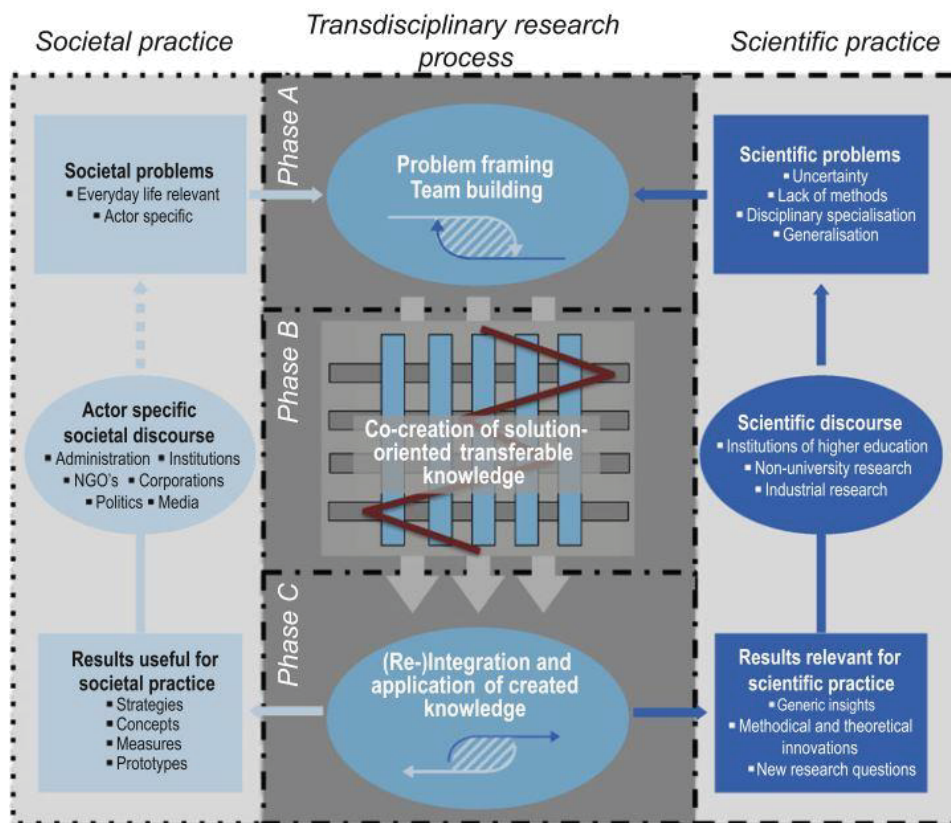 Societal practice
Transdisciplinary research
process
Scientific practice
Phase A
Societal problems
▪ Everyday life relevant
▪ Actor specific
Problem framing
Team building
Scientific problems
▪ Uncertainty
▪ Lack of methods
▪ Disciplinary specialisation
▪ Generalisation
Phase B
Actor specific
societal discourse
▪ Administration ▪ Institutions
▪ NGO's ▪ Corporations
▪ Politics ▪ Media
Co-creation of solution-
oriented transferable
knowledge
Scientific discourse
▪ Institutions of higher education
▪ Non-university research
▪ Industrial research
Phase C
Results useful for
societal practice
▪ Strategies
▪ Concepts
▪ Measures
▪ Prototypes
(Re-)Integration and
application of created
knowledge
Results relevant for
scientific practice
▪ Generic insights
▪ Methodical and theoretical
innovations
▪ New research questions